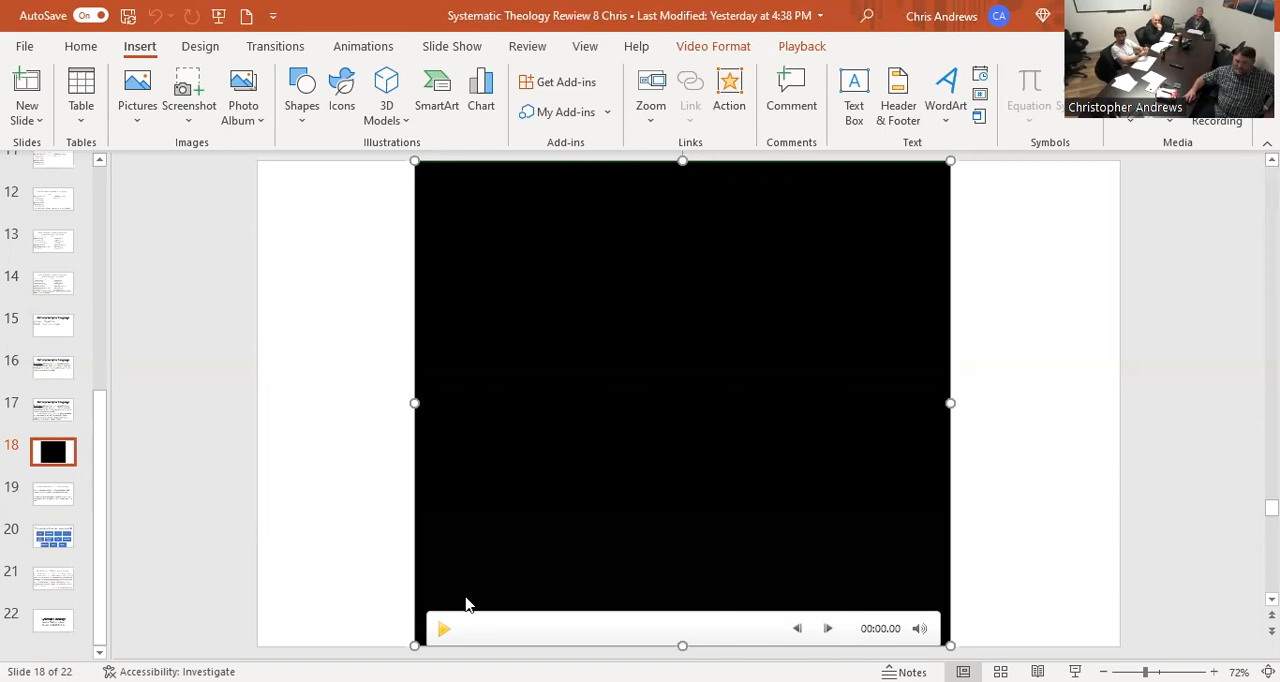 AutoSave On Systematic Theology Rewiew 8 Chris • Last Modified: Yesterday at 4:38 PM Chris Andrews CA
File Home Insert Design Transitions Animations Slide Show Review View Help Video Format Playback
New Slide
Table
Pictures
Screenshot
Photo Album
Shapes
Icons
3D Models
SmartArt
Chart
Get Add-ins
My Add-ins
Zoom
Link
Action
Comment
Text Box
Header & Footer
WordArt
Equation
Recording
Christopher Andrews
Slides Tables Images Illustrations Add-ins Links Comments Text Symbols Media
12
13
14
15
16
17
18
19
20
21
22
00:00.00
Slide 18 of 22 Accessibility: Investigate Notes 72%